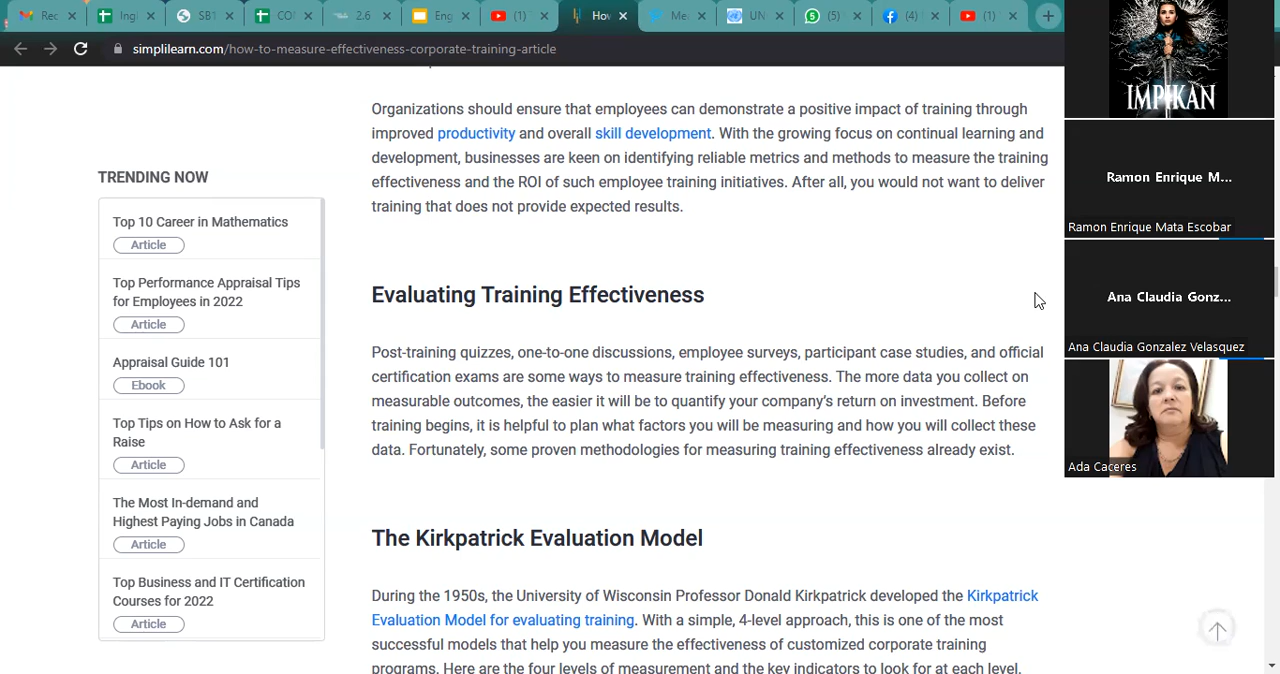 Rec
Ingl
SB1
CO
2.6
Eng
(1)
How
Me
UN
(5)
(4)
(1)
simplilearn.com/how-to-measure-effectiveness-corporate-training-article
Organizations should ensure that employees can demonstrate a positive impact of training through
improved productivity and overall skill development. With the growing focus on continual learning and
development, businesses are keen on identifying reliable metrics and methods to measure the training
effectiveness and the ROI of such employee training initiatives. After all, you would not want to deliver
training that does not provide expected results.
TRENDING NOW
Top 10 Career in Mathematics
Article
Top Performance Appraisal Tips
for Employees in 2022
Article
Appraisal Guide 101
Ebook
Top Tips on How to Ask for a
Raise
Article
The Most In-demand and
Highest Paying Jobs in Canada
Article
Top Business and IT Certification
Courses for 2022
Article
Evaluating Training Effectiveness
Post-training quizzes, one-to-one discussions, employee surveys, participant case studies, and official
certification exams are some ways to measure training effectiveness. The more data you collect on
measurable outcomes, the easier it will be to quantify your company's return on investment. Before
training begins, it is helpful to plan what factors you will be measuring and how you will collect these
data. Fortunately, some proven methodologies for measuring training effectiveness already exist.
The Kirkpatrick Evaluation Model
During the 1950s, the University of Wisconsin Professor Donald Kirkpatrick developed the Kirkpatrick
Evaluation Model for evaluating training. With a simple, 4-level approach, this is one of the most
successful models that help you measure the effectiveness of customized corporate training
programs. Here are the four levels of measurement and the key indicators to look for at each level.
IMPIKAN
Ramon Enrique M...
Ramon Enrique Mata Escobar
Ana Claudia Gonz...
Ana Claudia Gonzalez Velasquez
Ada Caceres